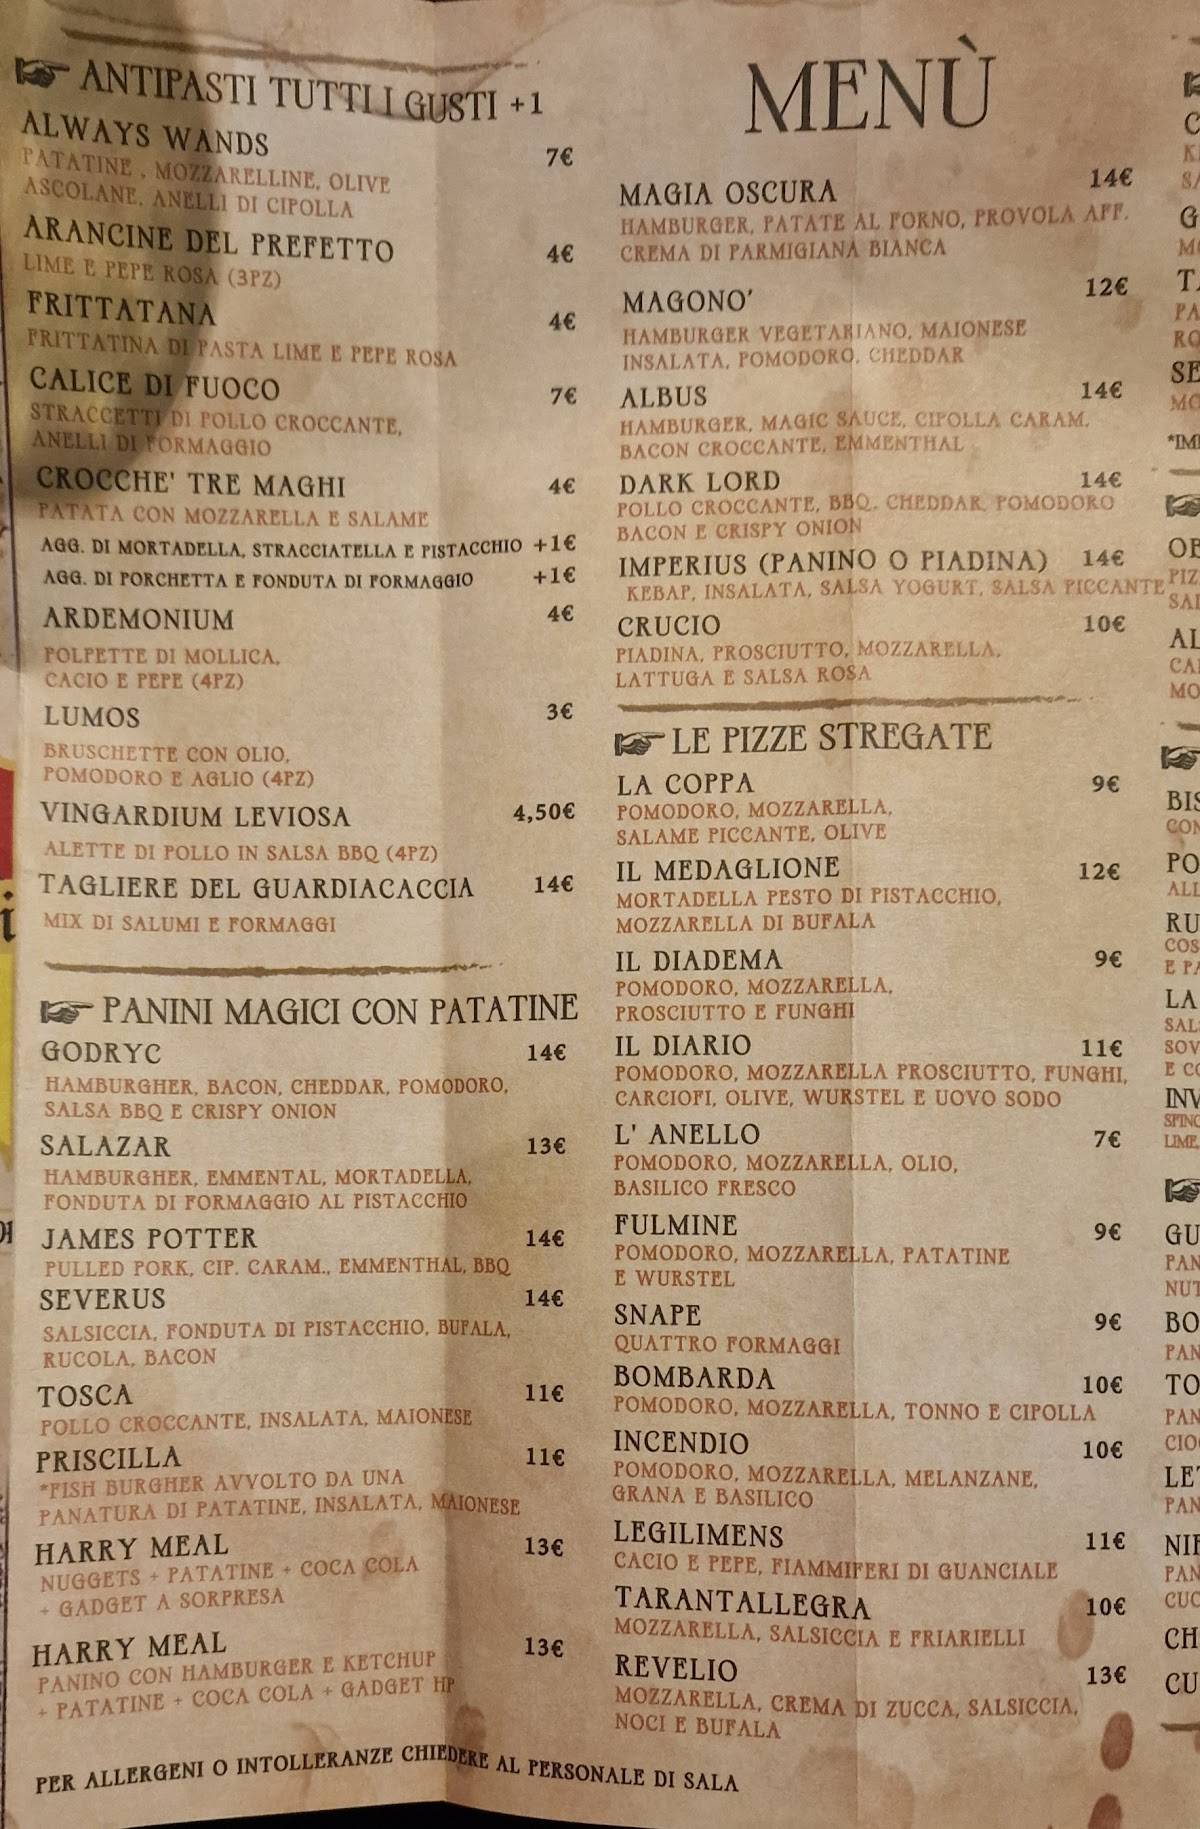 ANTIPASTI TUTTI I GUSTI +1
ALWAYS WANDS 7€
PATATINE , MOZZARELLINE, OLIVE
ASCOLANE, ANELLI DI CIPOLLA
ARANCINE DEL PREFETTO 4€
LIME E PEPE ROSA (3PZ)
FRITTATANA 4€
FRITTATINA DI PASTA LIME E PEPE ROSA
CALICE DI FUOCO 7€
STRACCETTI DI POLLO CROCCANTE,
ANELLI DI FORMAGGIO
CROCCHE' TRE MAGHI 4€
PATATA CON MOZZARELLA E SALAME
AGG. DI MORTADELLA, STRACCIATELLA E PISTACCHIO +1€
AGG. DI PORCHETTA E FONDUTA DI FORMAGGIO +1€
ARDEMONIUM 4€
POLPETTE DI MOLLICA,
CACIO E PEPE (4PZ)
LUMOS 3€
BRUSCHETTE CON OLIO,
POMODORO E AGLIO (4PZ)
VINGARDIUM LEVIOSA 4,50€
ALETTE DI POLLO IN SALSA BBQ (4PZ)
TAGLIERE DEL GUARDIACACCIA 14€
MIX DI SALUMI E FORMAGGI
PANINI MAGICI CON PATATINE
GODRYC 14€
HAMBURGHER, BACON, CHEDDAR, POMODORO,
SALSA BBQ E CRISPY ONION
SALAZAR 13€
HAMBURGHER, EMMENTAL, MORTADELLA,
FONDUTA DI FORMAGGIO AL PISTACCHIO
JAMES POTTER 14€
PULLED PORK, CIP. CARAM., EMMENTHAL, BBQ
SEVERUS 14€
SALSICCIA, FONDUTA DI PISTACCHIO, BUFALA,
RUCOLA, BACON
TOSCA 11€
POLLO CROCCANTE, INSALATA, MAIONESE
PRISCILLA 11€
*FISH BURGHER AVVOLTO DA UNA
PANATURA DI PATATINE, INSALATA, MAIONESE
HARRY MEAL 13€
NUGGETS + PATATINE + COCA COLA
+ GADGET A SORPRESA
HARRY MEAL 13€
PANINO CON HAMBURGER E KETCHUP
+ PATATINE + COCA COLA + GADGET HP
PER ALLERGENI O INTOLLERANZE CHIEDERE AL PERSONALE DI SALA
MENÙ
MAGIA OSCURA 14€
HAMBURGER, PATATE AL FORNO, PROVOLA AFF.
CREMA DI PARMIGIANA BIANCA
MAGONO' 12€
HAMBURGER VEGETARIANO, MAIONESE
INSALATA, POMODORO, CHEDDAR
ALBUS 14€
HAMBURGER, MAGIC SAUCE, CIPOLLA CARAM.
BACON CROCCANTE, EMMENTHAL
DARK LORD 14€
POLLO CROCCANTE, BBQ, CHEDDAR, POMODORO
BACON E CRISPY ONION
IMPERIUS (PANINO O PIADINA) 14€
KEBAP, INSALATA, SALSA YOGURT, SALSA PICCANTE
CRUCIO 10€
PIADINA, PROSCIUTTO, MOZZARELLA,
LATTUGA E SALSA ROSA
LE PIZZE STREGATE
LA COPPA 9€
POMODORO, MOZZARELLA,
SALAME PICCANTE, OLIVE
IL MEDAGLIONE 12€
MORTADELLA PESTO DI PISTACCHIO,
MOZZARELLA DI BUFALA
IL DIADEMA 9€
POMODORO, MOZZARELLA,
PROSCIUTTO E FUNGHI
IL DIARIO 11€
POMODORO, MOZZARELLA PROSCIUTTO, FUNGHI,
CARCIOFI, OLIVE, WURSTEL E UOVO SODO
L' ANELLO 7€
POMODORO, MOZZARELLA, OLIO,
BASILICO FRESCO
FULMINE 9€
POMODORO, MOZZARELLA, PATATINE
E WURSTEL
SNAPE 9€
QUATTRO FORMAGGI
BOMBARDA 10€
POMODORO, MOZZARELLA, TONNO E CIPOLLA
INCENDIO 10€
POMODORO, MOZZARELLA, MELANZANE,
GRANA E BASILICO
LEGILIMENS 11€
CACIO E PEPE, FIAMMIFERI DI GUANCIALE
TARANTALLEGRA 10€
MOZZARELLA, SALSICCIA E FRIARIELLI
REVELIO 13€
MOZZARELLA, CREMA DI ZUCCA, SALSICCIA,
NOCI E BUFALA